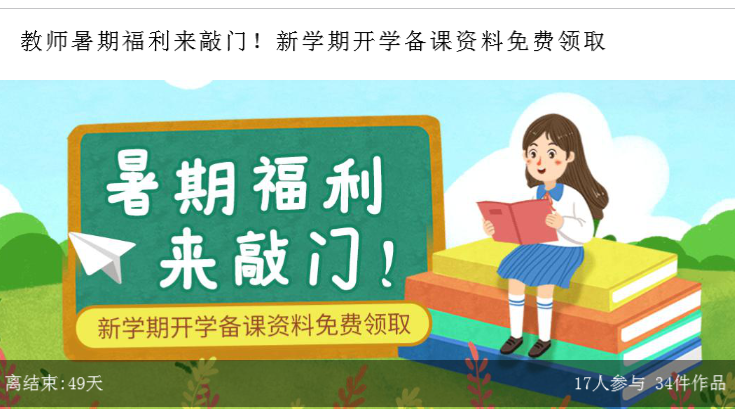 教师暑期福利来敲门！新学期开学备课资料免费领取
暑期福利
来敲门!
新学期开学备课资料免费领取
离结束:49天
17人参与 34件作品